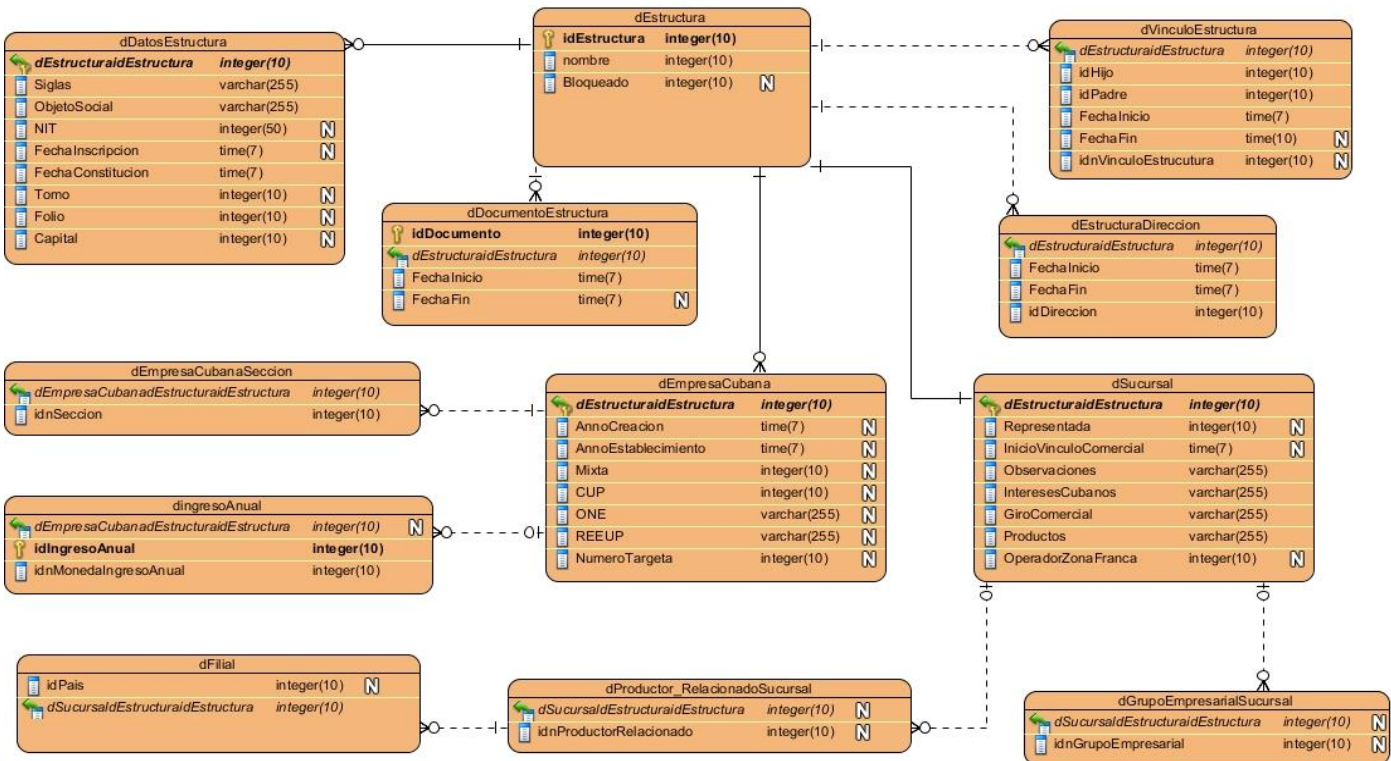 dEstructura
idEstructura integer(10)
nombre integer(10)
Bloqueado integer(10) N
dDatosEstructura
dEstructuraidEstructura integer(10)
Siglas varchar(255)
ObjetoSocial varchar(255)
NIT integer(50) N
FechaInscripcion time(7) N
FechaConstitucion time(7)
Tomo integer(10) N
Folio integer(10) N
Capital integer(10) N
dVinculoEstructura
dEstructuraidEstructura integer(10)
idHijo integer(10)
idPadre integer(10)
FechaInicio time(7)
FechaFin time(10) N
idnVinculoEstrucutura integer(10) N
dDocumentoEstructura
idDocumento integer(10)
dEstructuraidEstructura integer(10)
FechaInicio time(7)
FechaFin time(7) N
dEstructuraDireccion
dEstructuraidEstructura integer(10)
FechaInicio time(7)
FechaFin time(7)
idDireccion integer(10)
dEmpresaCubanaSeccion
dEmpresaCubanadEstructuraidEstructura integer(10)
idnSeccion integer(10)
dEmpresaCubana
dEstructuraidEstructura integer(10)
AnnoCreacion time(7) N
AnnoEstablecimiento time(7) N
Mixta integer(10) N
CUP integer(10) N
ONE varchar(255) N
REEUP varchar(255) N
NumeroTargeta integer(10) N
dSucursal
dEstructuraidEstructura integer(10)
Representada integer(10) N
InicioVinculoComercial time(7) N
Observaciones varchar(255)
InteresesCubanos varchar(255)
GiroComercial varchar(255)
Productos varchar(255)
OperadorZonaFranca integer(10) N
dingresoAnual
dEmpresaCubanadEstructuraidEstructura integer(10) N
idIngresoAnual integer(10)
idnMonedaIngresoAnual integer(10)
dFilial
idPais integer(10) N
dSucursaldEstructuraidEstructura integer(10)
dProductor_RelacionadoSucursal
dSucursaldEstructuraidEstructura integer(10) N
idnProductorRelacionado integer(10) N
dGrupoEmpresarialSucursal
dSucursaldEstructuraidEstructura integer(10) N
idnGrupoEmpresarial integer(10) N